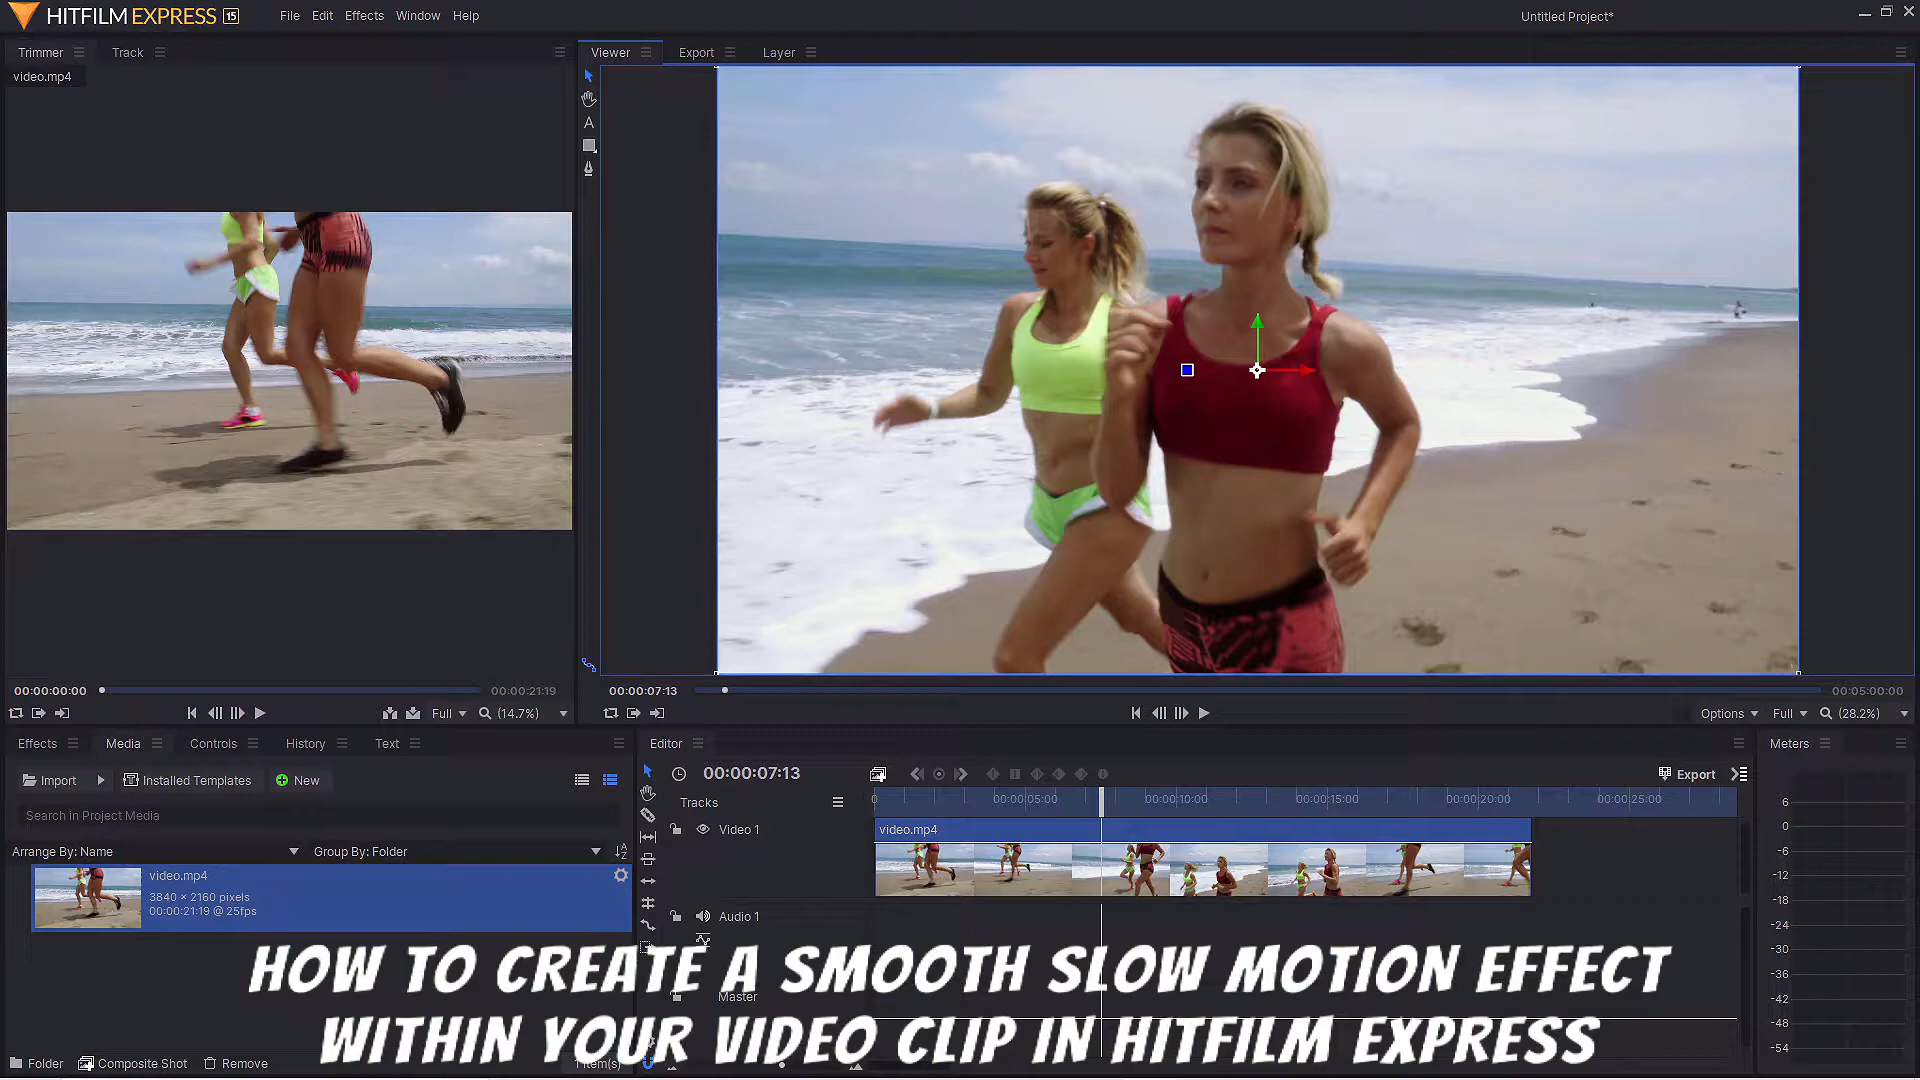 HITFILM EXPRESS 15
File Edit Effects Window Help
Untitled Project*
Trimmer Track
video.mp4
Viewer Export Layer
A
00:00:00:00
00:00:21:19
Full (14.7%)
00:00:07:13
00:05:00:00
Options Full (28.2%)
Effects Media Controls History Text
Import Installed Templates New
Search in Project Media
Arrange By: Name
Group By: Folder
video.mp4
3840 × 2160 pixels
00:00:21:19 @ 25fps
Folder Composite Shot Remove
1 item(s)
Editor
00:00:07:13
Export
Tracks
0 00:00:05:00 00:00:10:00 00:00:15:00 00:00:20:00 00:00:25:00
Video 1
video.mp4
Audio 1
Master
Meters
6
0
-6
-12
-18
-24
-30
-36
-42
-48
-54
HOW TO CREATE A SMOOTH SLOW MOTION EFFECT
WITHIN YOUR VIDEO CLIP IN HITFILM EXPRESS